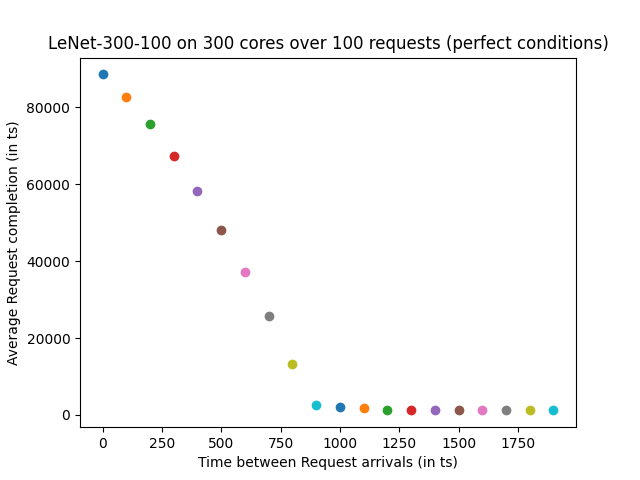 LeNet-300-100 on 300 cores over 100 requests (perfect conditions)
Average Request completion (in ts)
80000
60000
40000
20000
0
0 250 500 750 1000 1250 1500 1750
Time between Request arrivals (in ts)